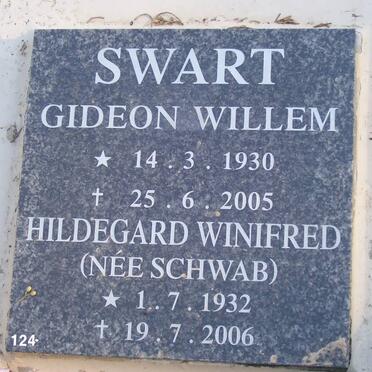 SWART
GIDEON WILLEM
★ 14 . 3 . 1930
† 25 . 6 . 2005
HILDEGARD WINIFRED
(NÉE SCHWAB)
★ 1 . 7 . 1932
† 19 . 7 . 2006
124